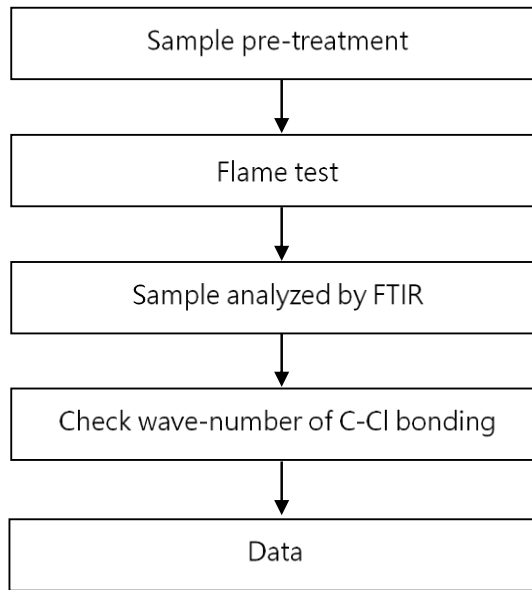 Sample pre-treatment
Flame test
Sample analyzed by FTIR
Check wave-number of C-Cl bonding
Data